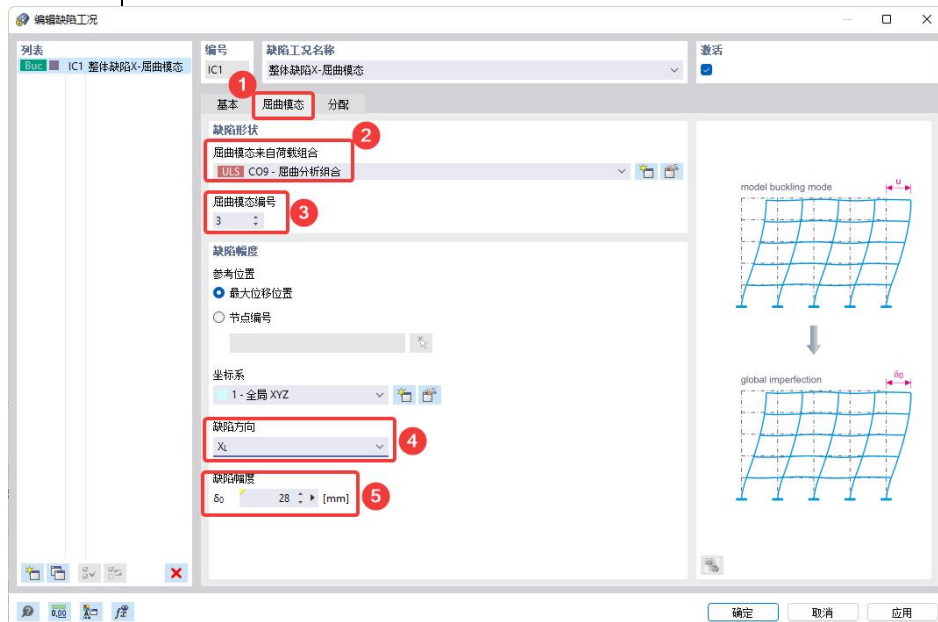 编辑缺陷工况
列表
Buc IC1 整体缺陷X-屈曲模态
编号
IC1
缺陷工况名称
整体缺陷X-屈曲模态
激活
1
基本 屈曲模态 分配
缺陷形状
2
屈曲模态来自荷载组合
ULS CO9 - 屈曲分析组合
屈曲模态编号
3
3
缺陷幅度
参考位置
最大位移位置
节点编号
坐标系
1 - 全局 XYZ
缺陷方向
XL
4
缺陷幅度
δ0 28 [mm]
5
model buckling mode
u
global imperfection
δ0
0,00
确定 取消 应用